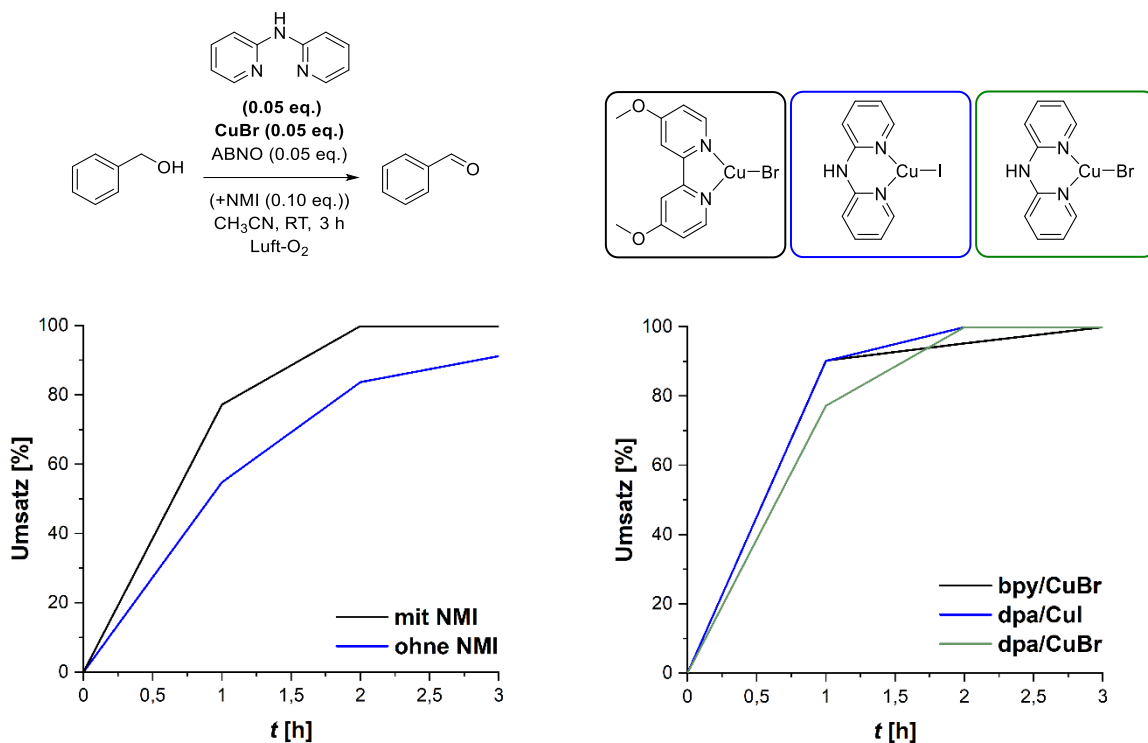 H
N
N
N
(0.05 eq.)
CuBr (0.05 eq.)
ABNO (0.05 eq.)
OH
O
(+NMI (0.10 eq.))
CH₃CN, RT, 3 h
Luft-O₂
O
N
Cu
Br
N
O
N
HN
Cu
I
N
N
HN
Cu
Br
N
Umsatz [%]
100
80
60
40
20
0
mit NMI
ohne NMI
0 0,5 1 1,5 2 2,5 3
t [h]
Umsatz [%]
100
80
60
40
20
0
bpy/CuBr
dpa/CuI
dpa/CuBr
0 0,5 1 1,5 2 2,5 3
t [h]